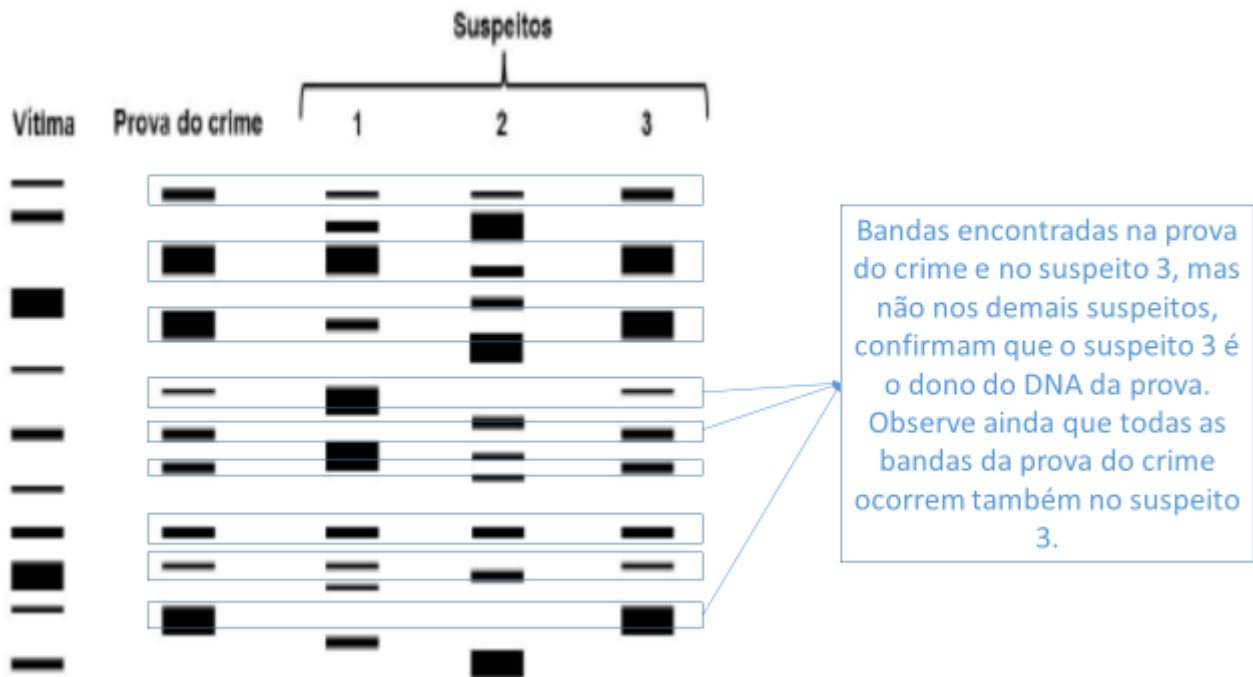 Suspeitos
Vítima
Prova do crime
1
2
3
Bandas encontradas na prova
do crime e no suspeito 3, mas
não nos demais suspeitos,
confirmam que o suspeito 3 é
o dono do DNA da prova.
Observe ainda que todas as
bandas da prova do crime
ocorrem também no suspeito
3.